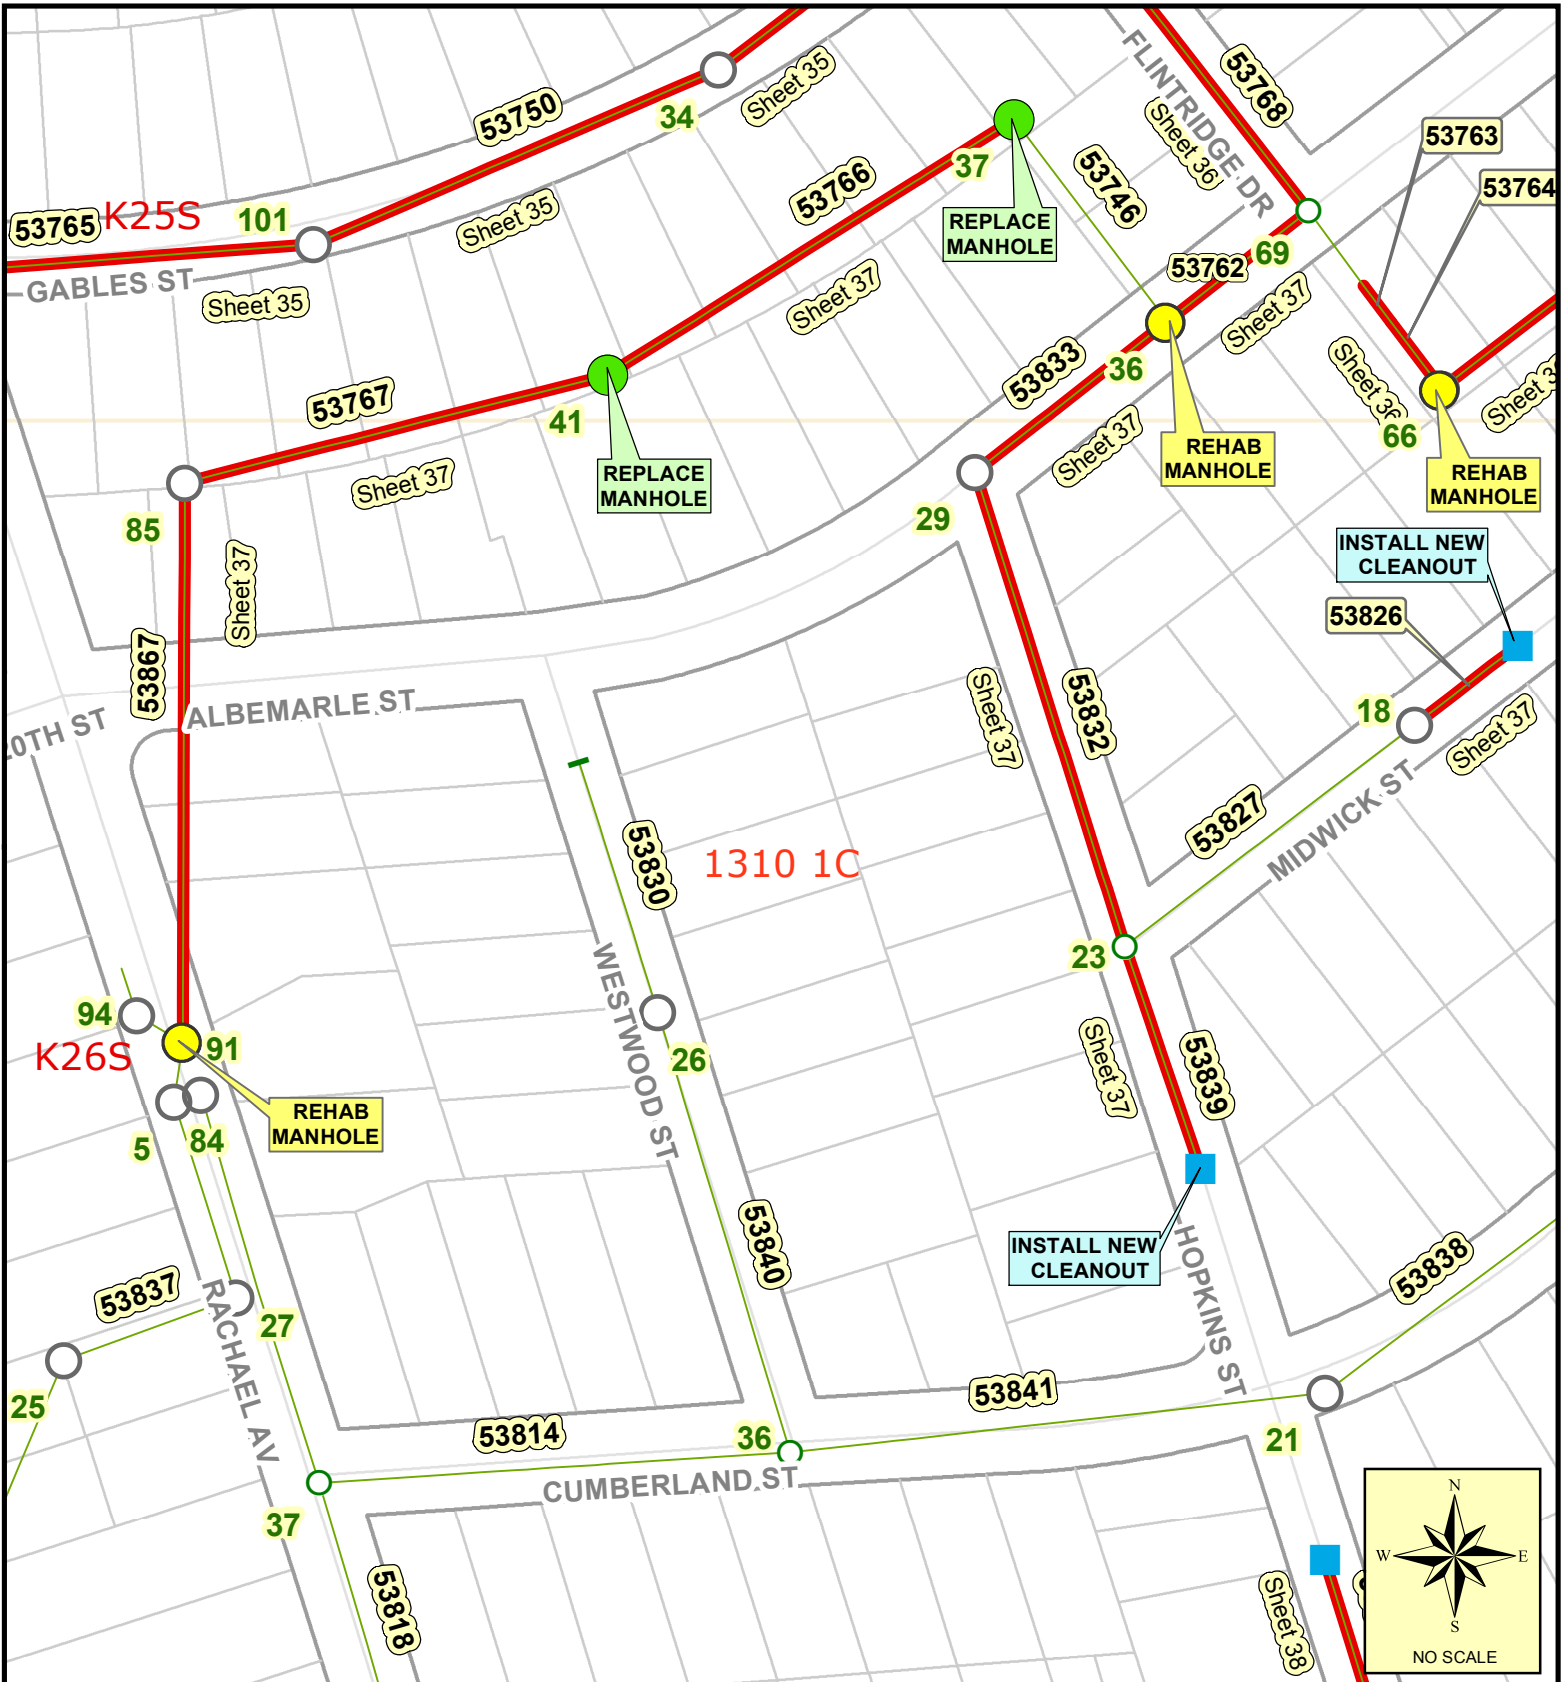 FLINTRIDGE DR
53768
Sheet 35
53750
34
Sheet 36
53763
37
53766
53746
53764
53765
K25S
101
Sheet 35
REPLACE
MANHOLE
69
53762
GABLES ST
Sheet 35
Sheet 37
Sheet 37
53833
36
Sheet 36
53767
41
66
Sheet 37
REHAB
MANHOLE
REPLACE
MANHOLE
Sheet 37
REHAB
MANHOLE
85
29
INSTALL NEW
CLEANOUT
Sheet 37
53826
53867
ALBEMARLE ST
20TH ST
Sheet 37
53832
18
Sheet 37
MIDWICK ST
53827
53830
1310 1C
23
94
K26S
91
WESTWOOD ST
26
Sheet 37
53839
REHAB
MANHOLE
5
84
53840
INSTALL NEW
CLEANOUT
HOPKINS ST
53838
53837
RACHAEL AV
27
25
53841
53814
36
21
CUMBERLAND ST
37
N
W
E
S
NO SCALE
53818
Sheet 38